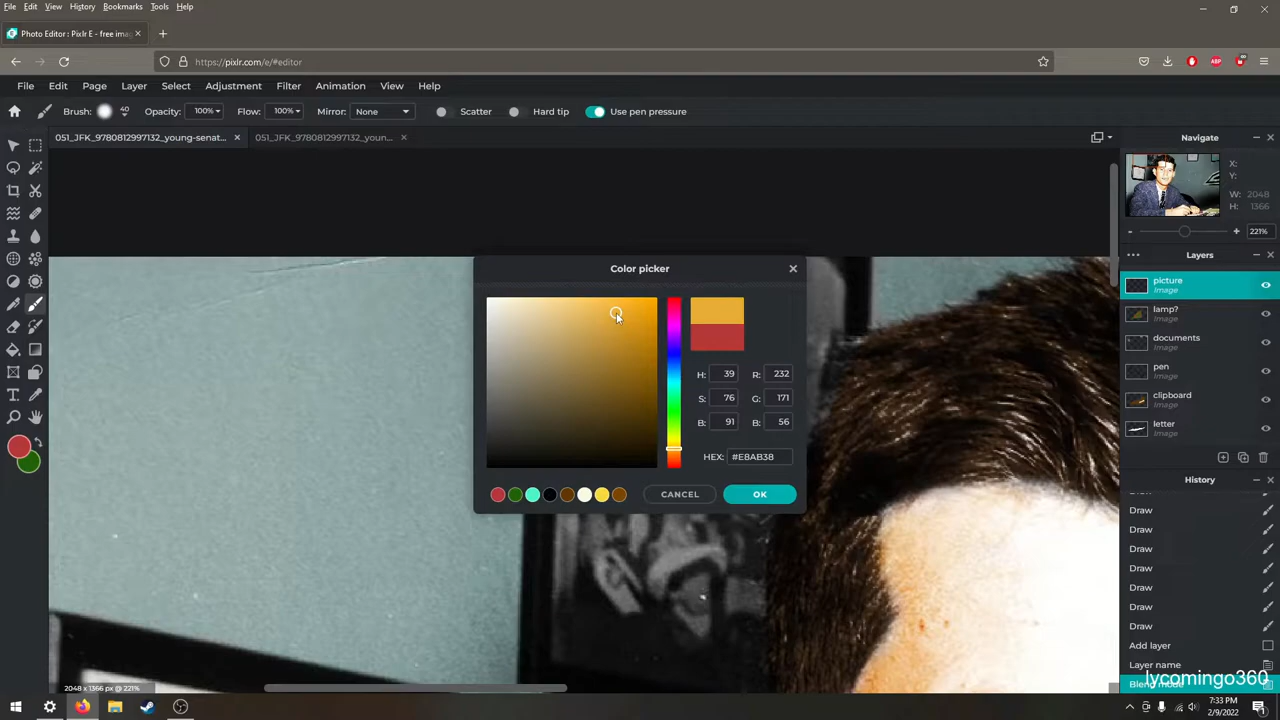 File Edit View History Bookmarks Tools Help
Photo Editor : Pixlr E - free imag
https://pixlr.com/e/#editor
File Edit Page Layer Select Adjustment Filter Animation View Help
Brush: 40 Opacity: 100% Flow: 100% Mirror: None Scatter Hard tip Use pen pressure
051_JFK_9780812997132_young-senat... 051_JFK_9780812997132_youn...
Navigate
X:
Y:
W: 2048
H: 1366
221%
Layers
picture
Image
lamp?
Image
documents
Image
pen
Image
clipboard
Image
letter
Image
History
Draw
Draw
Draw
Draw
Draw
Draw
Draw
Add layer
Layer name
Blend mode
Color picker
H: 39 R: 232
S: 76 G: 171
B: 91 B: 56
HEX: #E8AB38
CANCEL OK
2048 x 1366 px @ 221%
lycomingo360
7:33 PM
2/9/2022